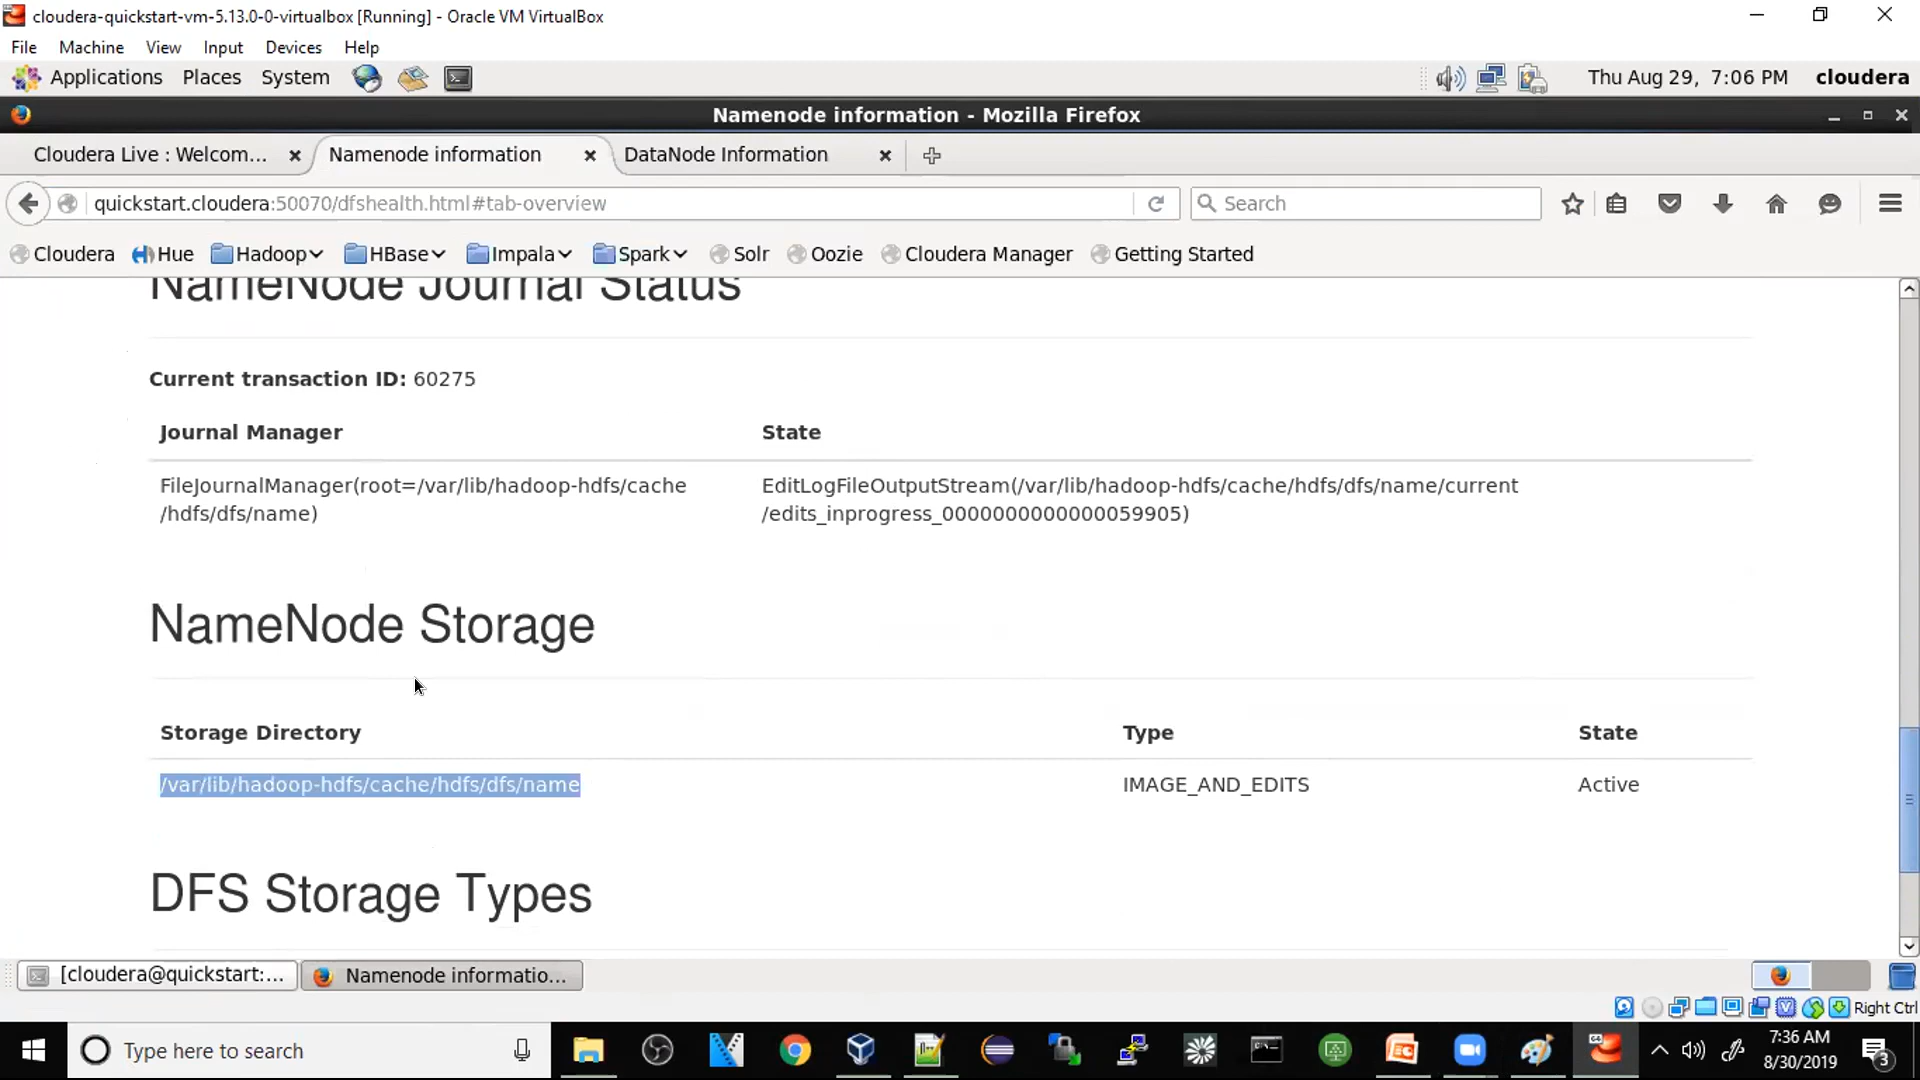 cloudera-quickstart-vm-5.13.0-0-virtualbox [Running] - Oracle VM VirtualBox
File Machine View Input Devices Help
Applications Places System Thu Aug 29, 7:06 PM cloudera
Namenode information - Mozilla Firefox
Cloudera Live : Welcom... Namenode information DataNode Information
quickstart.cloudera:50070/dfshealth.html#tab-overview Search
Cloudera Hue Hadoop HBase Impala Spark Solr Oozie Cloudera Manager Getting Started
NameNode Journal Status
Current transaction ID: 60275
Journal Manager State
FileJournalManager(root=/var/lib/hadoop-hdfs/cache EditLogFileOutputStream(/var/lib/hadoop-hdfs/cache/hdfs/dfs/name/current
/hdfs/dfs/name) /edits_inprogress_0000000000000059905)
NameNode Storage
Storage Directory Type State
/var/lib/hadoop-hdfs/cache/hdfs/dfs/name IMAGE_AND_EDITS Active
DFS Storage Types
[cloudera@quickstart:... Namenode informatio...
Right Ctrl
Type here to search 7:36 AM
8/30/2019 3